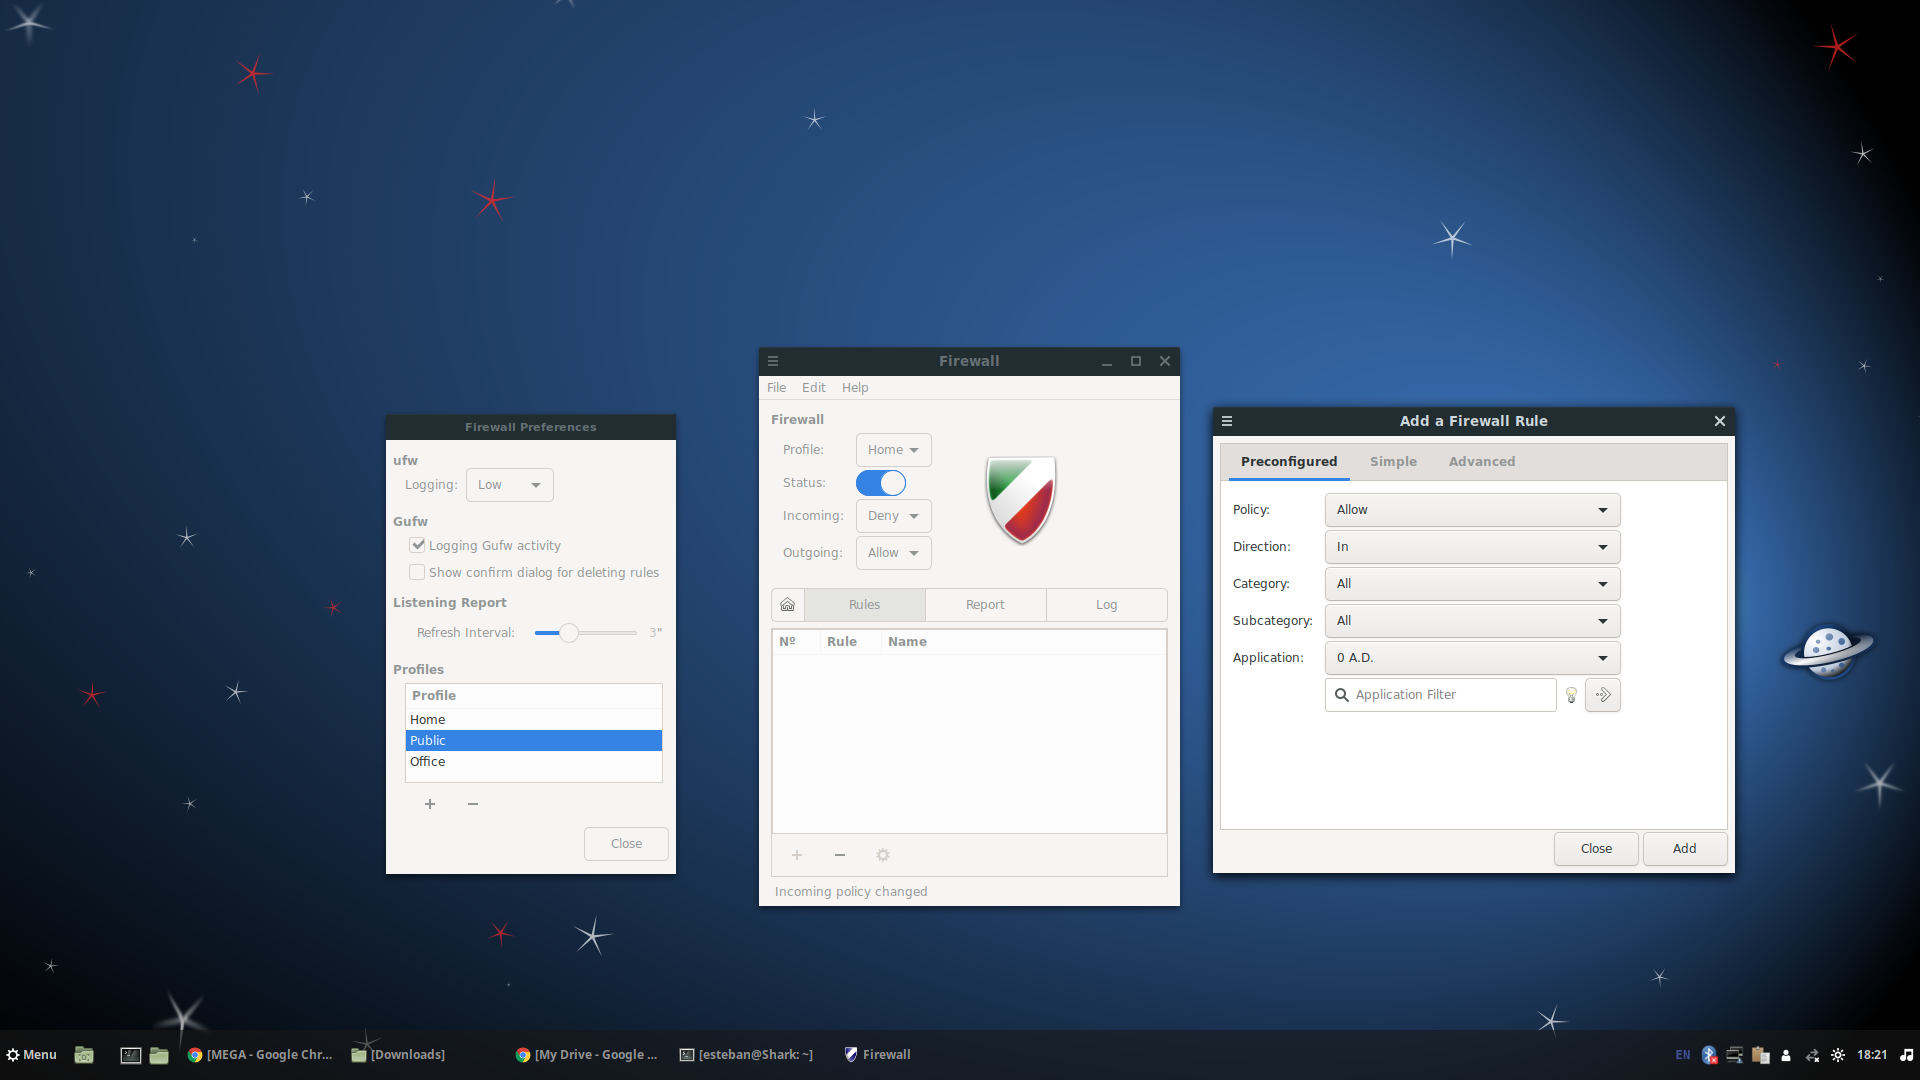 Firewall Preferences
ufw
Logging: Low
Gufw
Logging Gufw activity
Show confirm dialog for deleting rules
Listening Report
Refresh Interval: 3"
Profiles
Profile
Home
Public
Office
Close
Firewall
File Edit Help
Firewall
Profile: Home
Status:
Incoming: Deny
Outgoing: Allow
Rules Report Log
Nº Rule Name
Incoming policy changed
Add a Firewall Rule
Preconfigured Simple Advanced
Policy: Allow
Direction: In
Category: All
Subcategory: All
Application: 0 A.D.
Application Filter
Close Add
Menu [MEGA - Google Chr... [Downloads] [My Drive - Google ... [esteban@Shark: ~] Firewall EN 18:21